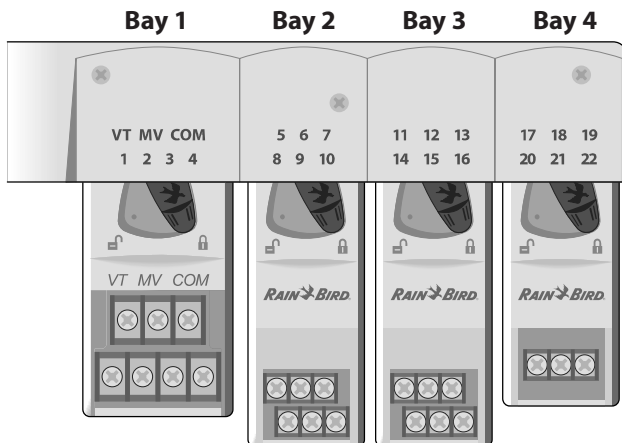 Bay 1 Bay 2 Bay 3 Bay 4
VT MV COM 5 6 7 11 12 13 17 18 19
1 2 3 4 8 9 10 14 15 16 20 21 22
VT MV COM
RAIN BIRD RAIN BIRD RAIN BIRD